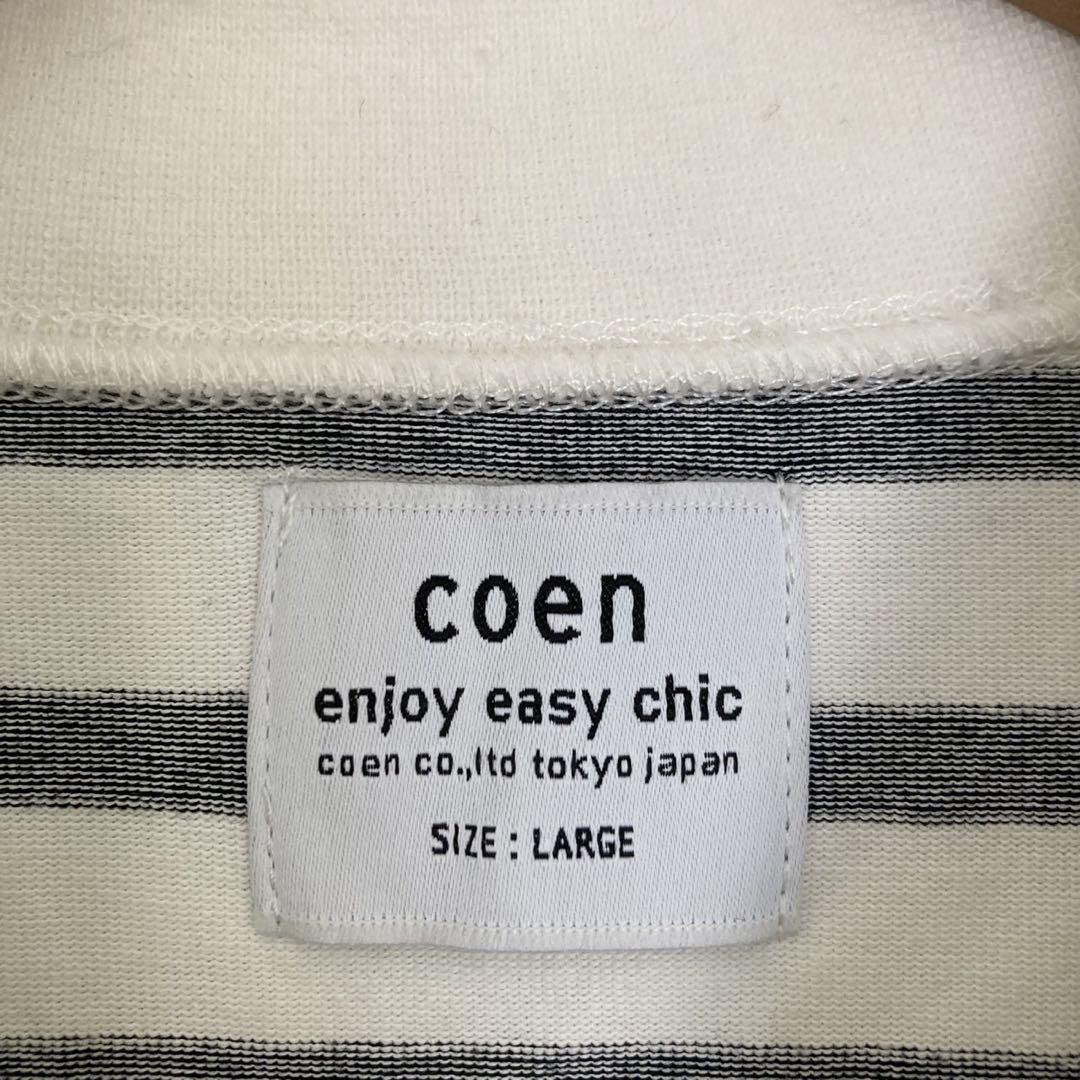 coen
enjoy easy chic
coen co.,ltd tokyo japan
SIZE : LARGE